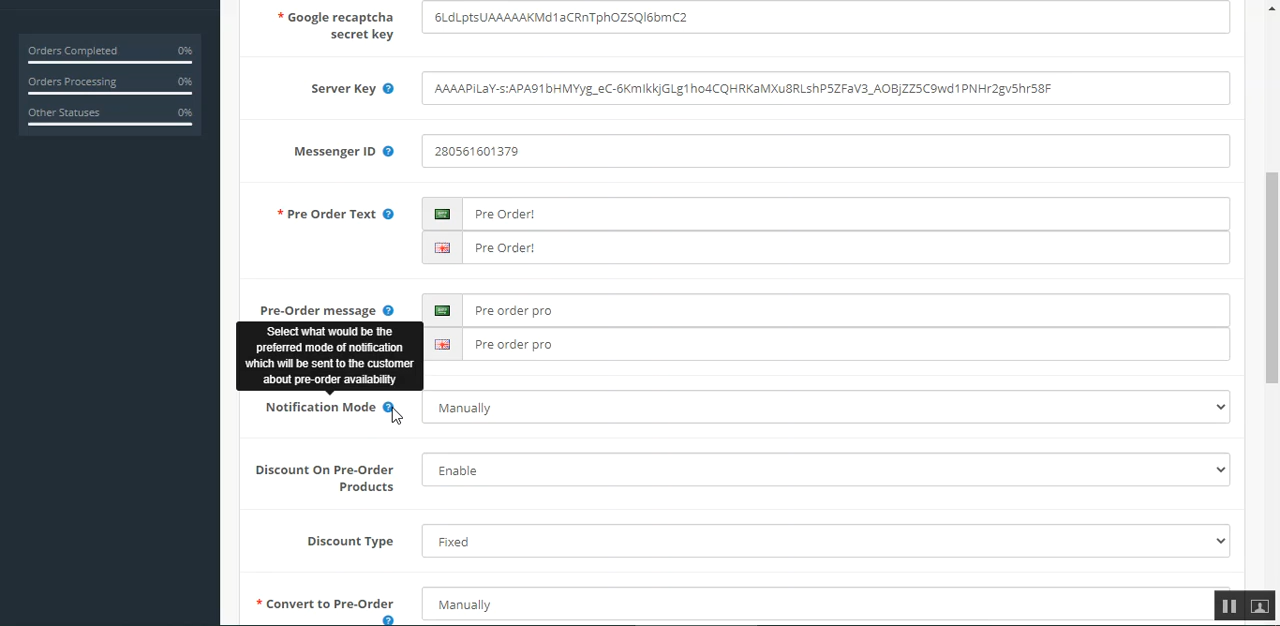 * Google recaptcha secret key
6LdLptsUAAAAAKMd1aCRnTphOZSQl6bmC2
Orders Completed 0%
Orders Processing 0%
Other Statuses 0%
Server Key
AAAAPiLaY-s:APA91bHMYyg_eC-6KmIkkjGLg1ho4CQHRKaMXu8RLshP5ZFaV3_AOBjZZ5C9wd1PNHr2gv5hr58F
Messenger ID
280561601379
* Pre Order Text
Pre Order!
Pre Order!
Pre-Order message
Pre order pro
Pre order pro
Select what would be the
preferred mode of notification
which will be sent to the customer
about pre-order availability
Notification Mode
Manually
Discount On Pre-Order
Products
Enable
Discount Type
Fixed
* Convert to Pre-Order
Manually